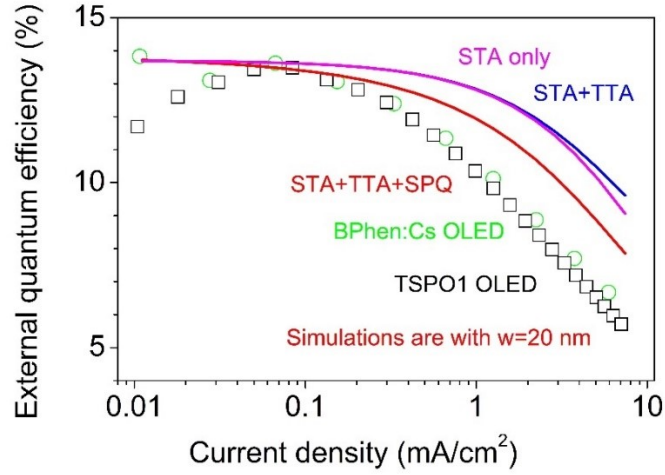 External quantum efficiency (%)
15
10
5
STA only
STA+TTA
STA+TTA+SPQ
BPhen:Cs OLED
TSPO1 OLED
Simulations are with w=20 nm
0.01
0.1
1
10
Current density (mA/cm²)